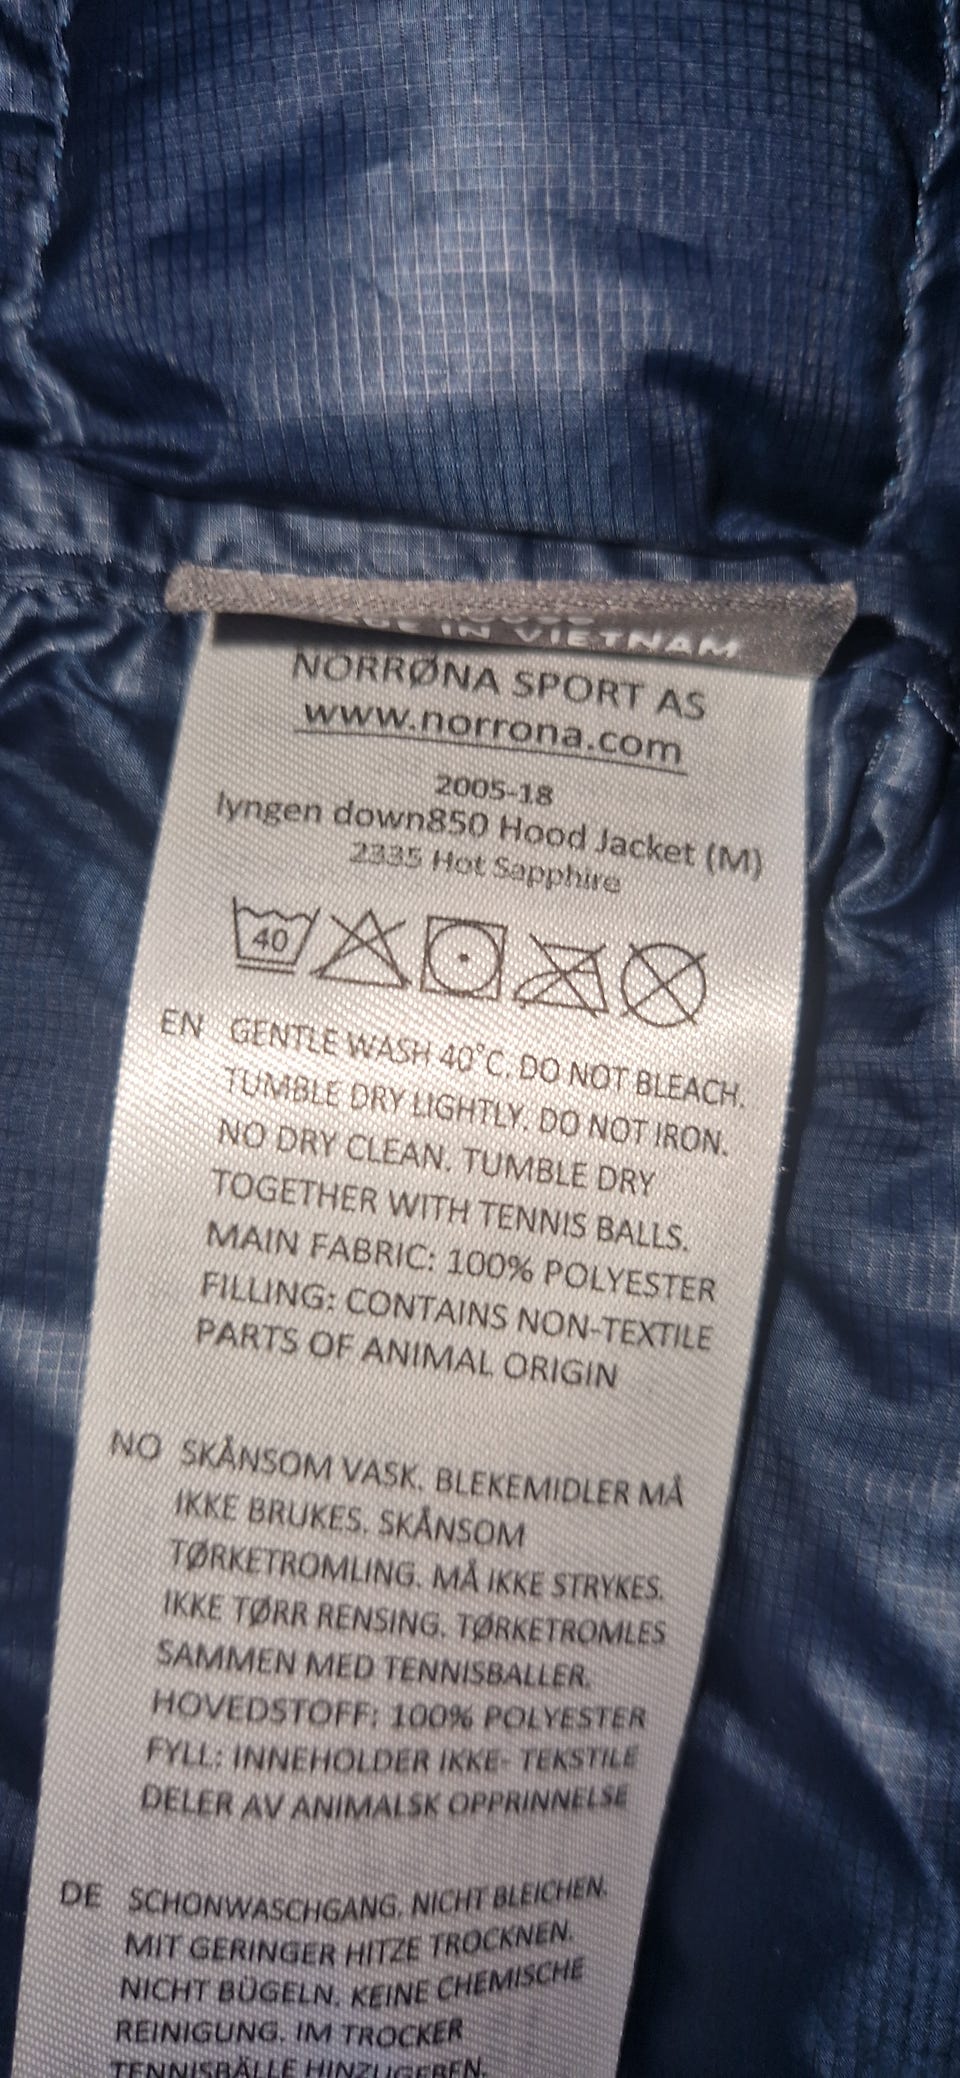 IN VIETNAM
NORRØNA SPORT AS
www.norrona.com
2005-18
lyngen down850 Hood Jacket (M)
2335 Hot Sapphire
40
EN GENTLE WASH 40°C. DO NOT BLEACH.
TUMBLE DRY LIGHTLY. DO NOT IRON.
NO DRY CLEAN. TUMBLE DRY
TOGETHER WITH TENNIS BALLS.
MAIN FABRIC: 100% POLYESTER
FILLING: CONTAINS NON-TEXTILE
PARTS OF ANIMAL ORIGIN
NO SKÅNSOM VASK. BLEKEMIDLER MÅ
IKKE BRUKES. SKÅNSOM
TØRKETROMLING. MÅ IKKE STRYKES.
IKKE TØRR RENSING. TØRKETROMLES
SAMMEN MED TENNISBALLER.
HOVEDSTOFF: 100% POLYESTER
FYLL: INNEHOLDER IKKE- TEKSTILE
DELER AV ANIMALSK OPPRINNELSE
DE SCHONWASCHGANG. NICHT BLEICHEN.
MIT GERINGER HITZE TROCKNEN.
NICHT BÜGELN. KEINE CHEMISCHE
REINIGUNG. IM TROCKER
TENNISBÄLLE HINZUGEBEN.